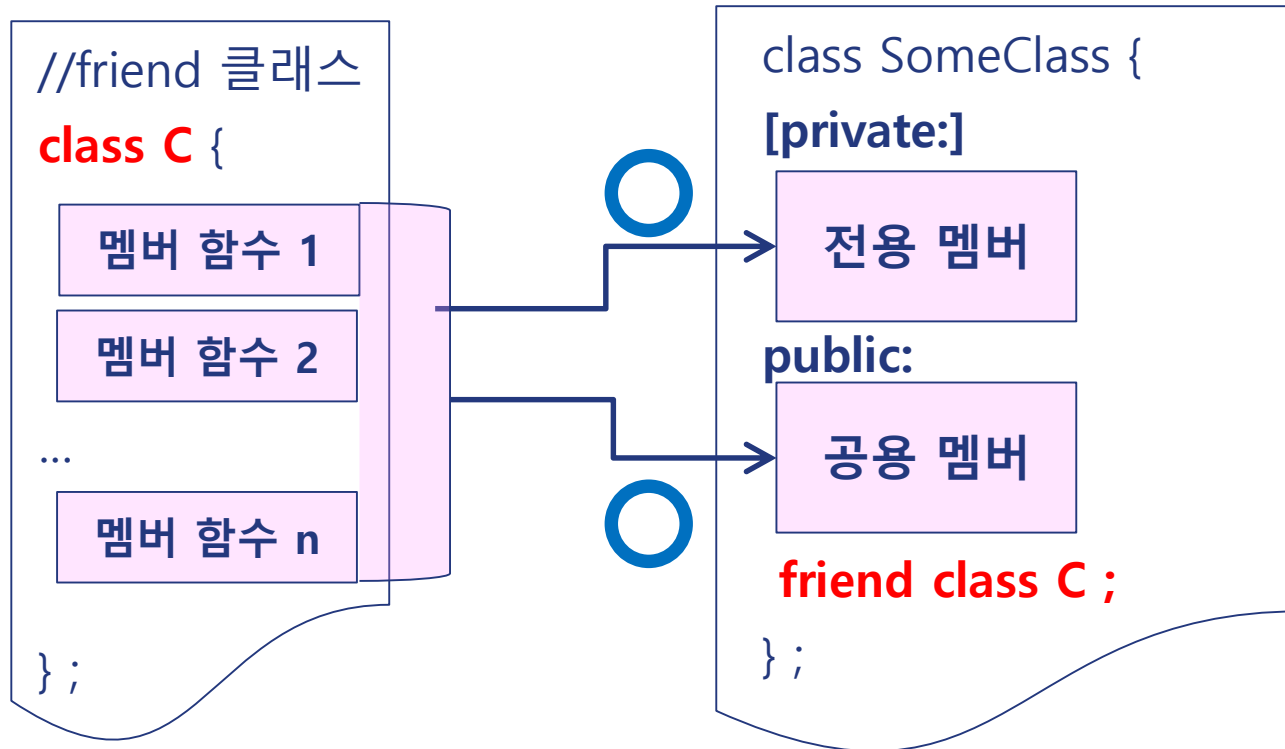 //friend 클래스
class C {
멤버 함수 1
멤버 함수 2
...
멤버 함수 n
} ;
class SomeClass {
[private:]
전용 멤버
public:
공용 멤버
friend class C ;
} ;